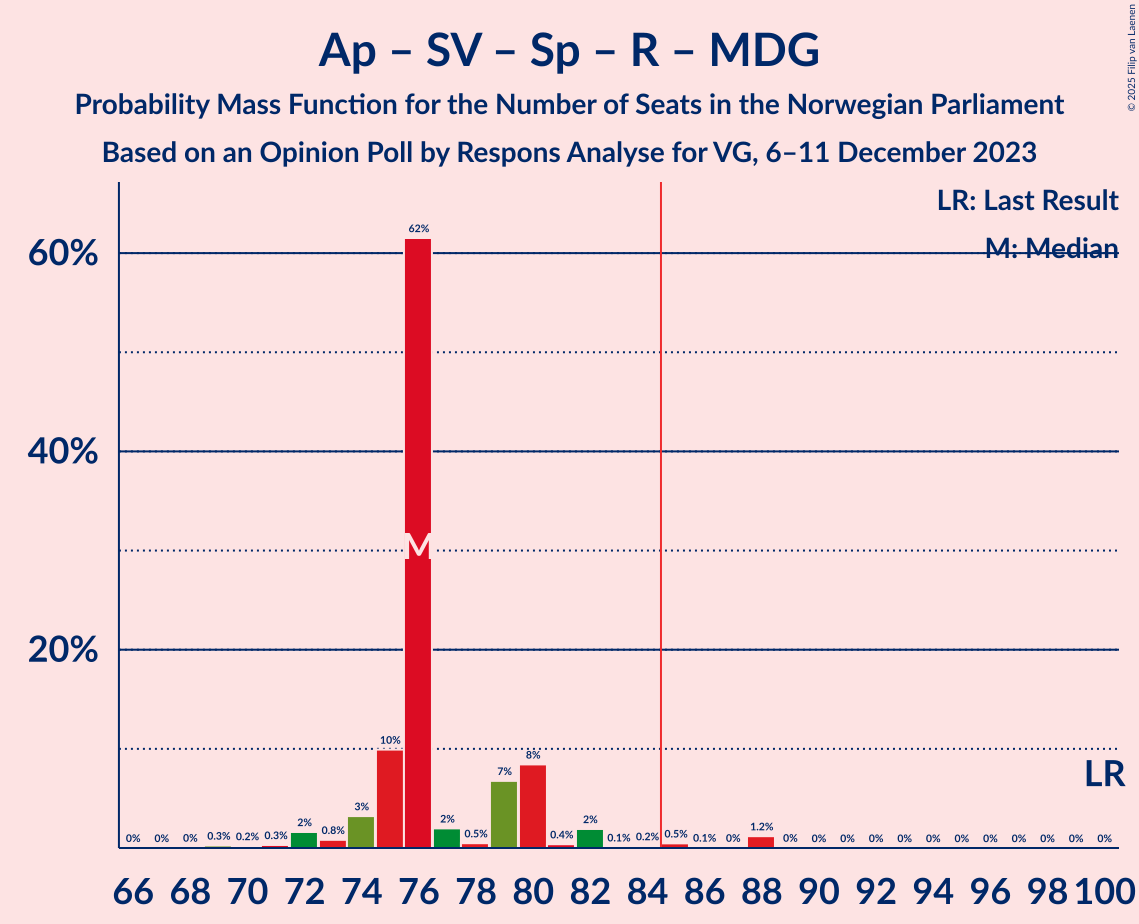 Ap – SV – Sp – R – MDG
Probability Mass Function for the Number of Seats in the Norwegian Parliament
Based on an Opinion Poll by Respons Analyse for VG, 6–11 December 2023
© 2025 Filip van Laenen
LR: Last Result
M: Median
60%
40%
20%
0% 0% 0% 0.3% 0.2% 0.3% 2% 0.8% 3% 10% 62% 2% 0.5% 7% 8% 0.4% 2% 0.1% 0.2% 0.5% 0.1% 0% 1.2% 0% 0% 0% 0% 0% 0% 0% 0% 0% 0% 0% 0%
M
LR
66 68 70 72 74 76 78 80 82 84 86 88 90 92 94 96 98 100